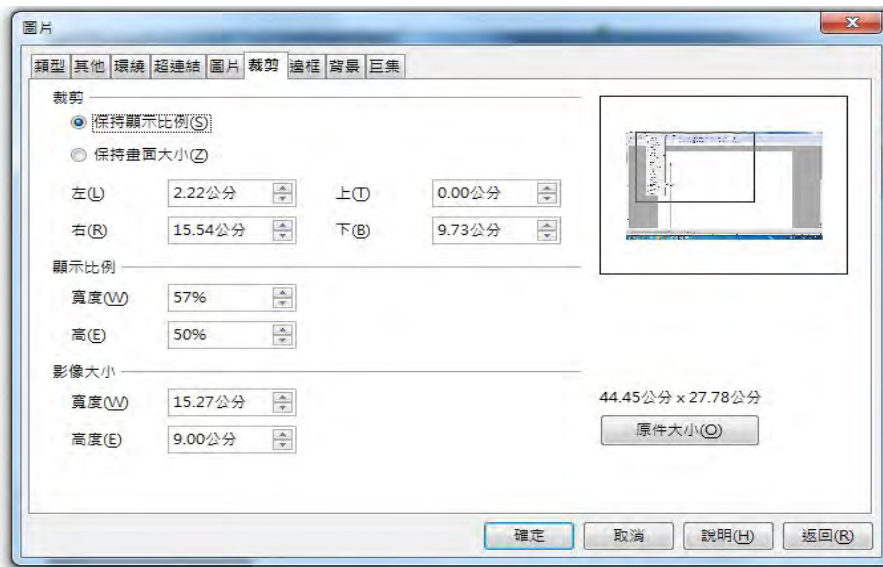 圖片
類型 其他 環繞 超連結 圖片 裁剪 邊框 背景 巨集
裁剪
保持顯示比例(S)
保持畫面大小(Z)
左(L) 2.22公分 上(T) 0.00公分
右(R) 15.54公分 下(B) 9.73公分
顯示比例
寬度(W) 57%
高(E) 50%
影像大小
寬度(W) 15.27公分 44.45公分 x 27.78公分
高度(E) 9.00公分 原件大小(O)
確定 取消 說明(H) 返回(R)